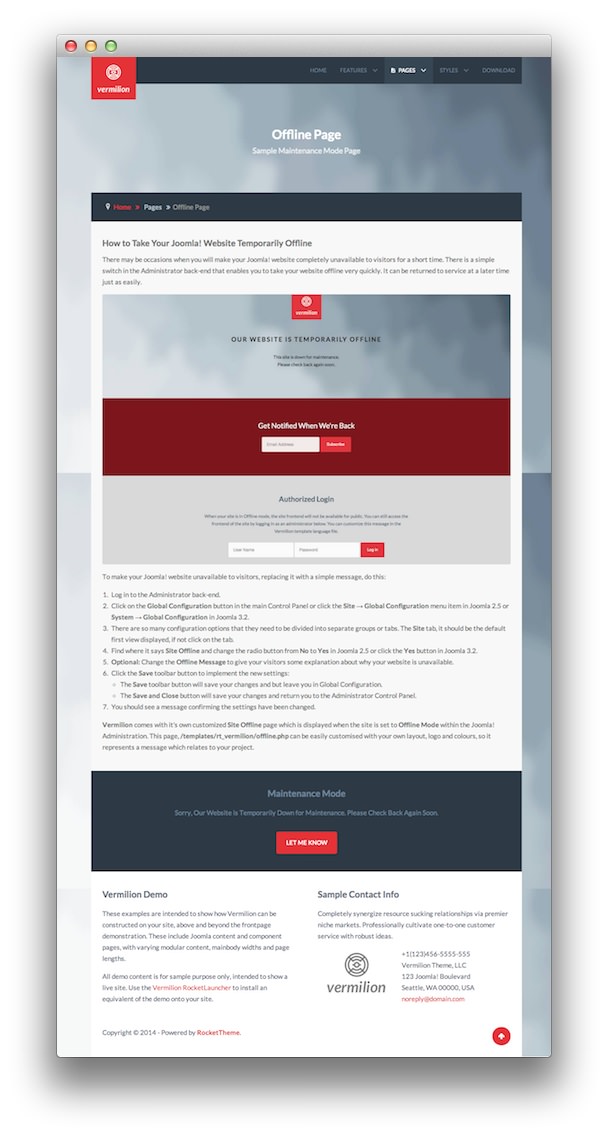 vermilion
HOME FEATURES PAGES STYLES DOWNLOAD
Offline Page
Sample Maintenance Mode Page
Home » Pages » Offline Page
How to Take Your Joomla! Website Temporarily Offline
There may be occasions when you will make your Joomla! website completely unavailable to visitors for a short time. There is a simple
switch in the Administrator back-end that enables you to take your website offline very quickly. It can be returned to service at a later time
just as easily.
vermilion
OUR WEBSITE IS TEMPORARILY OFFLINE
This site is down for maintenance.
Please check back again soon.
Get Notified When We're Back
Email Address Subscribe
Authorized Login
When your site is in Offline mode, the site frontend will not be available for public. You can still access the
frontend of the site by logging in as an administrator below. You can customize this message in the
Vermilion template language file.
User Name Password Log in
To make your Joomla! website unavailable to visitors, replacing it with a simple message, do this:
1. Log in to the Administrator back-end.
2. Click on the Global Configuration button in the main Control Panel or click the Site → Global Configuration menu item in Joomla 2.5 or
System → Global Configuration in Joomla 3.2.
3. There are so many configuration options that they need to be divided into separate groups or tabs. The Site tab, it should be the default
first view displayed, if not click on the tab.
4. Find where it says Site Offline and change the radio button from No to Yes in Joomla 2.5 or click the Yes button in Joomla 3.2.
5. Optional: Change the Offline Message to give your visitors some explanation about why your website is unavailable.
6. Click the Save toolbar button to implement the new settings:
The Save toolbar button will save your changes and but leave you in Global Configuration.
The Save and Close button will save your changes and return you to the Administrator Control Panel.
7. You should see a message confirming the settings have been changed.
Vermilion comes with it's own customized Site Offline page which is displayed when the site is set to Offline Mode within the Joomla!
Administration. This page, /templates/rt_vermilion/offline.php can be easily customised with your own layout, logo and colours, so it
represents a message which relates to your project.
Maintenance Mode
Sorry, Our Website is Temporarily Down for Maintenance. Please Check Back Again Soon.
LET ME KNOW
Vermilion Demo
These examples are intended to show how Vermilion can be
constructed on your site, above and beyond the frontpage
demonstration. These include Joomla content and component
pages, with varying modular content, mainbody widths and page
lengths.
All demo content is for sample purpose only, intended to show a
live site. Use the Vermilion RocketLauncher to install an
equivalent of the demo onto your site.
Sample Contact Info
Completely synergize resource sucking relationships via premier
niche markets. Professionally cultivate one-to-one customer
service with robust ideas.
vermilion
+1(123)456-5555-555
Vermilion Theme, LLC
123 Joomla! Boulevard
Seattle, WA 00000, USA
noreply@domain.com
Copyright © 2014 - Powered by RocketTheme.